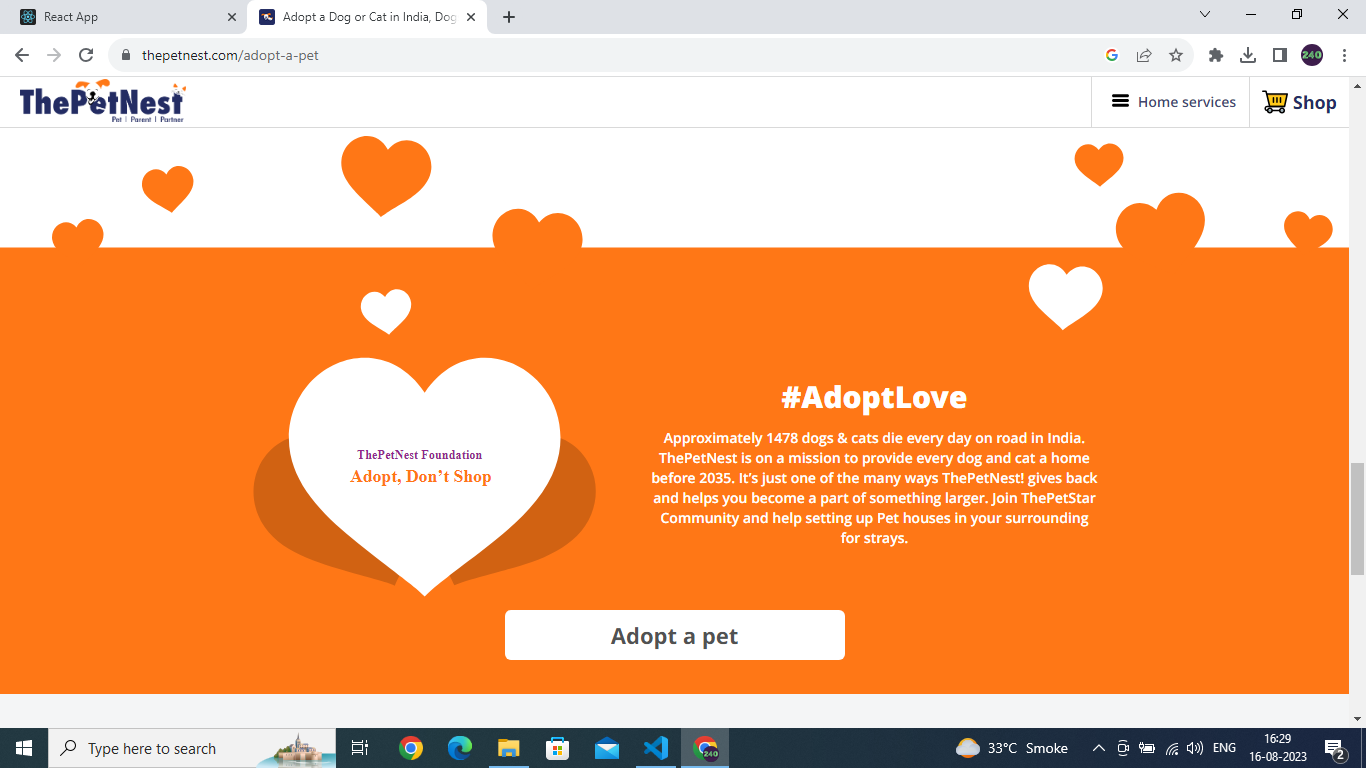 React App
Adopt a Dog or Cat in India, Dog
thepetnest.com/adopt-a-pet
240
ThePetNest
Pet | Parent | Partner
Home services
Shop
#AdoptLove
Approximately 1478 dogs & cats die every day on road in India.
ThePetNest is on a mission to provide every dog and cat a home
before 2035. It’s just one of the many ways ThePetNest! gives back
and helps you become a part of something larger. Join ThePetStar
Community and help setting up Pet houses in your surrounding
for strays.
ThePetNest Foundation
Adopt, Don’t Shop
Adopt a pet
Type here to search
240
33°C Smoke
ENG
16:29
16-08-2023
2